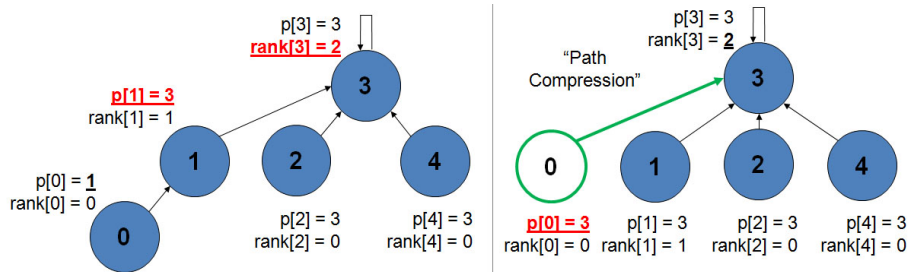 p[3] = 3
rank[3] = 2
3
p[1] = 3
rank[1] = 1
1
2
4
p[0] = 1
rank[0] = 0
0
p[2] = 3
rank[2] = 0
p[4] = 3
rank[4] = 0
p[3] = 3
rank[3] = 2
“Path
Compression”
3
0
1
2
4
p[0] = 3
rank[0] = 0
p[1] = 3
rank[1] = 1
p[2] = 3
rank[2] = 0
p[4] = 3
rank[4] = 0